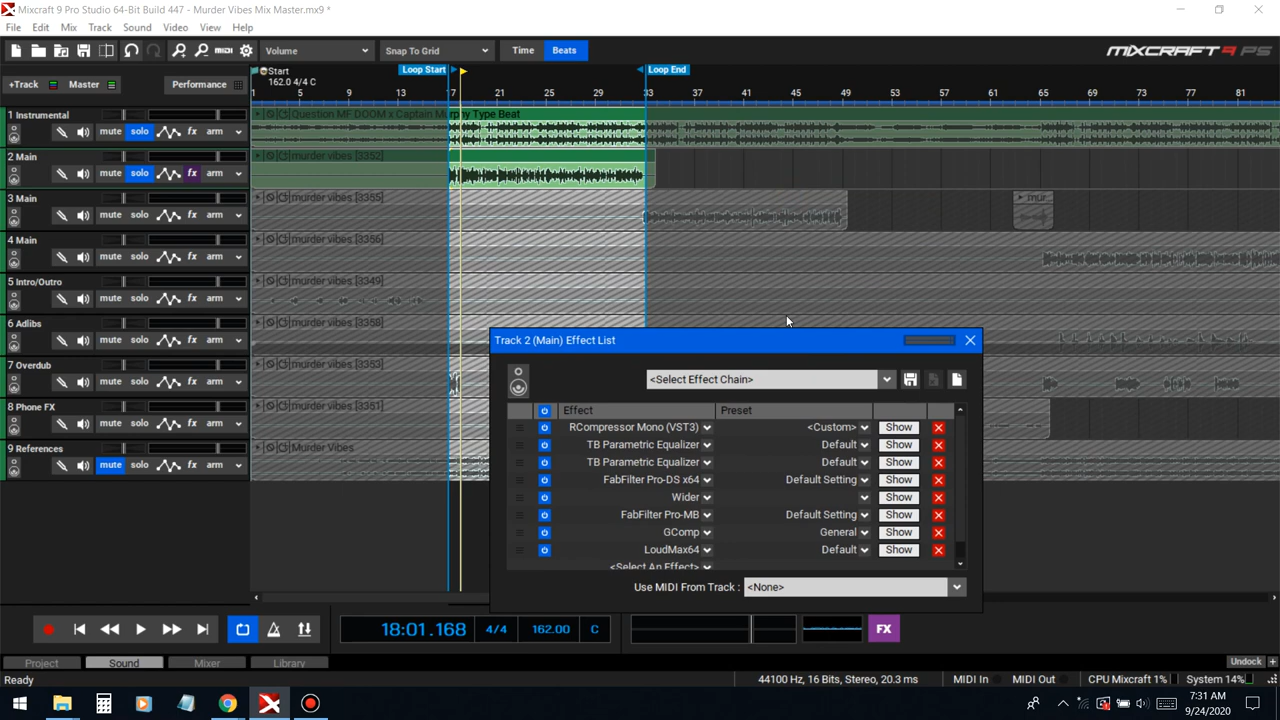 Mixcraft 9 Pro Studio 64-Bit Build 447 - Murder Vibes Mix Master.mx9 *
File Edit Mix Track Sound Video View Help
MIDI Volume Snap To Grid Time Beats MIXCRAFT 9 PS
+Track Master Performance
Start Loop Start Loop End
162.0 4/4 C
1 5 9 13 17 21 25 29 33 37 41 45 49 53 57 61 65 69 73 77 81
1 Instrumental Question MF DOOM x Captain Murphy Type Beat
mute solo fx arm
2 Main murder vibes [3352]
mute solo fx arm
3 Main murder vibes [3355] mur
mute solo fx arm
4 Main murder vibes [3356]
mute solo fx arm
5 Intro/Outro murder vibes [3349]
mute solo fx arm
6 Adlibs murder vibes [3358]
mute solo fx arm
7 Overdub murder vibes [3353]
mute solo fx arm
8 Phone FX murder vibes [3351]
mute solo fx arm
9 References Murder Vibes
mute solo fx arm
Track 2 (Main) Effect List
<Select Effect Chain>
Effect Preset
RCompressor Mono (VST3) <Custom> Show
TB Parametric Equalizer Default Show
TB Parametric Equalizer Default Show
FabFilter Pro-DS x64 Default Setting Show
Wider Show
FabFilter Pro-MB Default Setting Show
GComp General Show
LoudMax64 Default Show
<Select An Effect>
Use MIDI From Track : <None>
18:01.168 4/4 162.00 C FX
Project Sound Mixer Library Undock
Ready 44100 Hz, 16 Bits, Stereo, 20.3 ms MIDI In MIDI Out CPU Mixcraft 1% System 14%
7:31 AM
9/24/2020